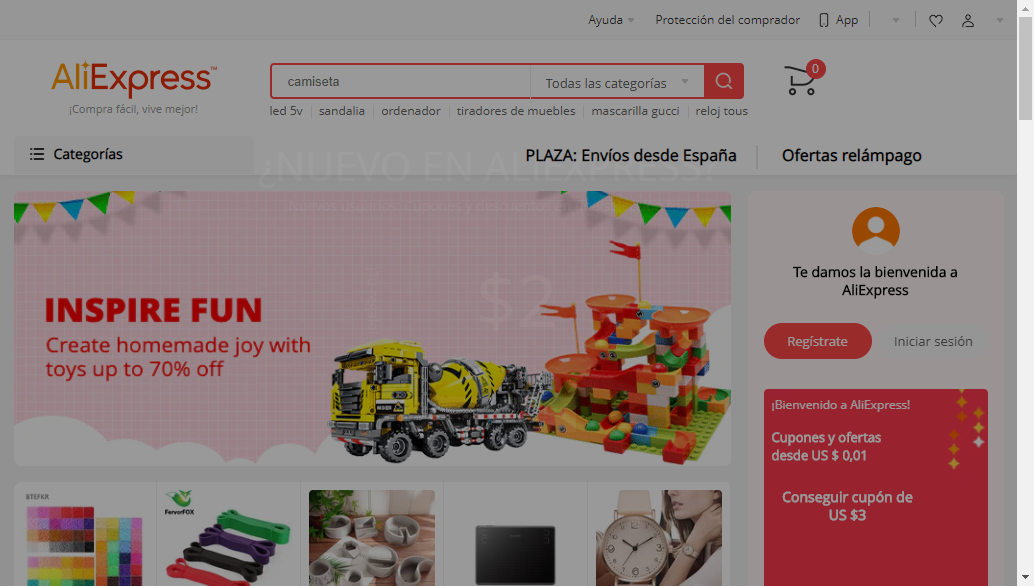 Ayuda
Protección del comprador
App
AliExpress™
¡Compra fácil, vive mejor!
camiseta
Todas las categorías
0
led 5v
sandalia
ordenador
tiradores de muebles
mascarilla gucci
reloj tous
Categorías
¡NUEVO EN ALIEXPRESS!
PLAZA: Envíos desde España
Ofertas relámpago
INSPIRE FUN
Create homemade joy with
toys up to 70% off
$2
Te damos la bienvenida a
AliExpress
Regístrate
Iniciar sesión
¡Bienvenido a AliExpress!
Cupones y ofertas
desde US $ 0,01
Conseguir cupón de
US $3
BTEFKR
FervorFOX